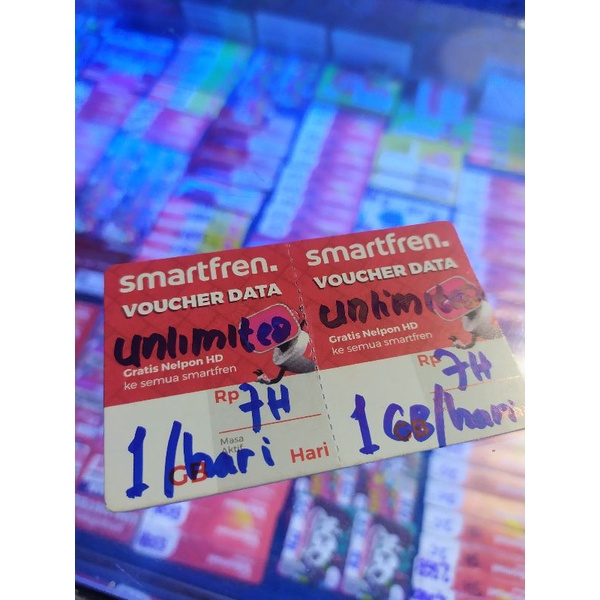 smartfren.
VOUCHER DATA
unlimited
Gratis Nelpon HD
ke semua smartfren
Rp 7H
Masa
Aktif
1/hari
GB
Hari
smartfren.
VOUCHER DATA
unlimited
Gratis Nelpon HD
ke semua smartfren
Rp 7H
1 GB/hari